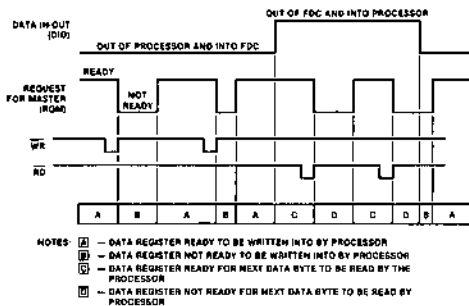 OUT OF FDC AND INTO PROCESSOR
DATA IN/OUT
(DIO)
OUT OF PROCESSOR AND INTO FDC
READY
REQUEST
FOR MASTER
(RQM)
NOT
READY
WR
RD
A B A B A C D C D B A
NOTES: A – DATA REGISTER READY TO BE WRITTEN INTO BY PROCESSOR
B – DATA REGISTER NOT READY TO BE WRITTEN INTO BY PROCESSOR
C – DATA REGISTER READY FOR NEXT DATA BYTE TO BE READ BY THE
PROCESSOR
D – DATA REGISTER NOT READY FOR NEXT DATA BYTE TO BE READ BY
PROCESSOR